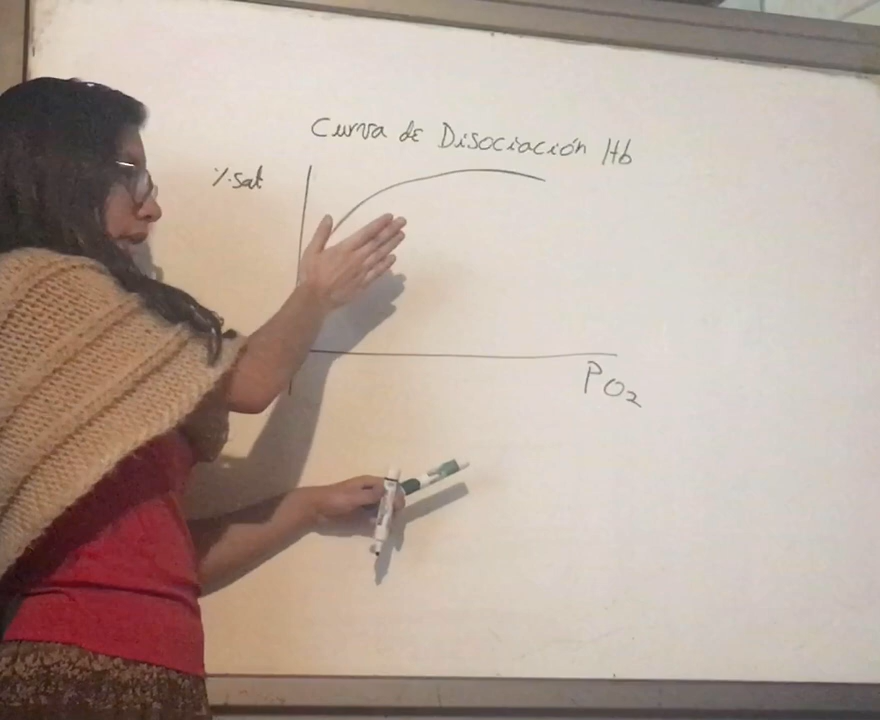 Curva de Disociación Hb
%.Sat
PO₂